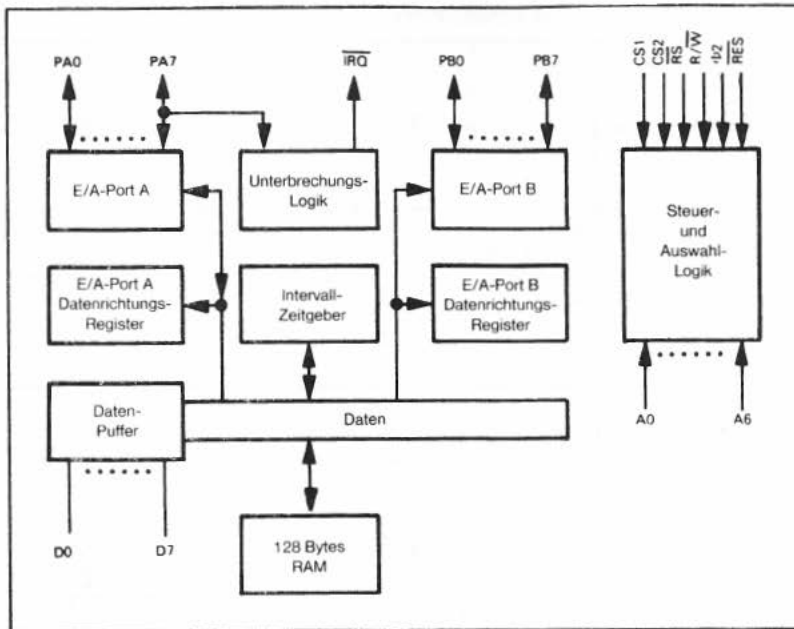 PA0 PA7 IRQ PB0 PB7
CS1 CS2 RS R/W Φ2 RES
E/A-Port A
Unterbrechungs-
Logik
E/A-Port B
Steuer-
und
Auswahl-
Logik
E/A-Port A
Datenrichtungs-
Register
Intervall-
Zeitgeber
E/A-Port B
Datenrichtungs-
Register
A0 A6
Daten-
Puffer
Daten
D0 D7
128 Bytes
RAM